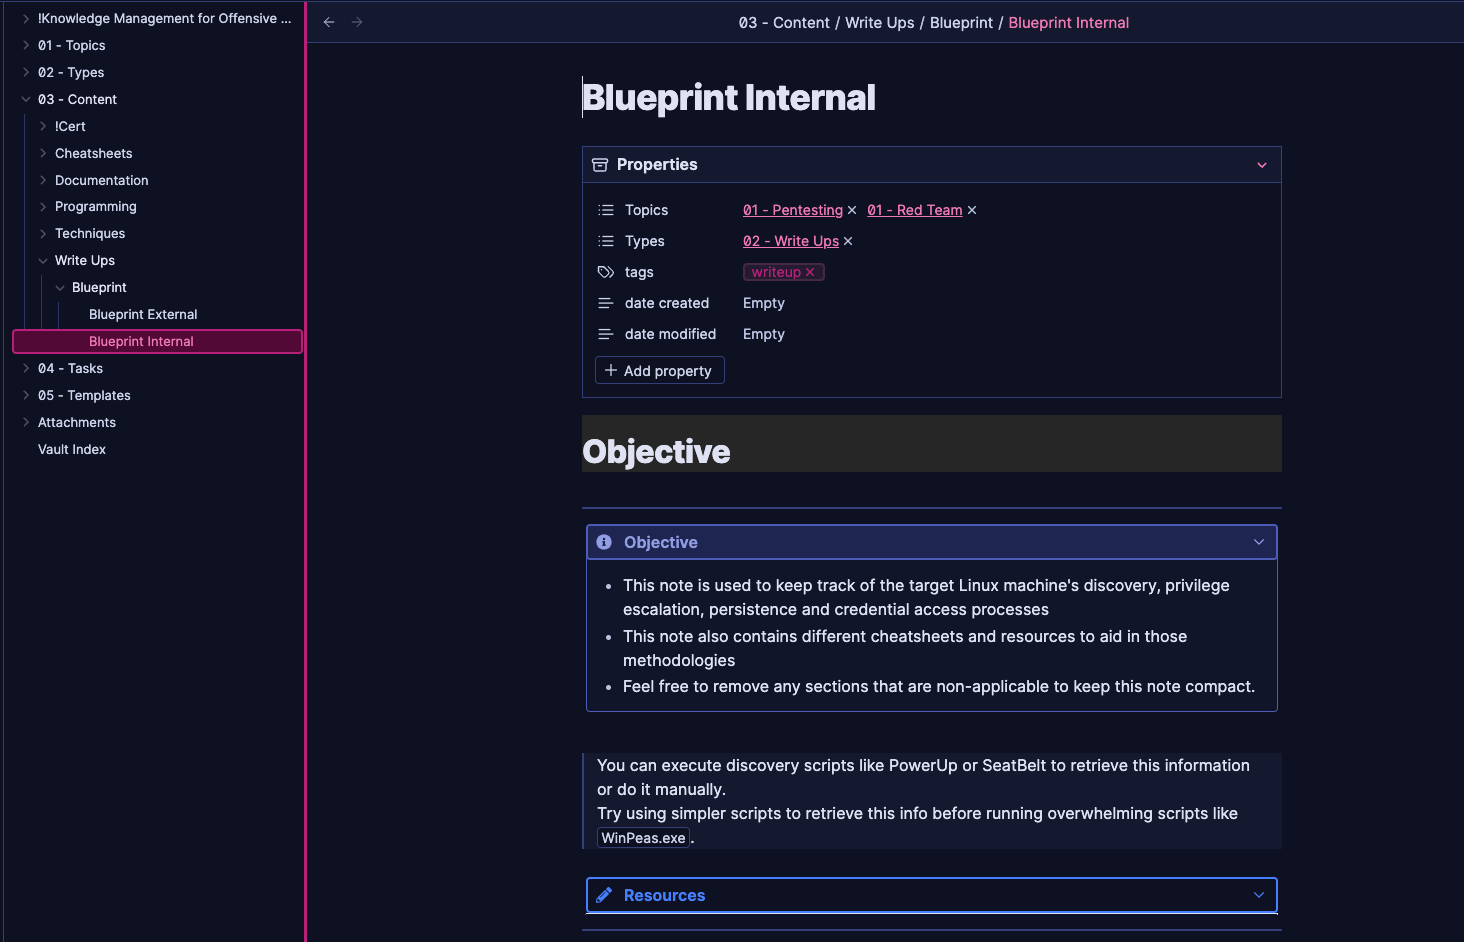 !Knowledge Management for Offensive ...
01 - Topics
02 - Types
03 - Content
!Cert
Cheatsheets
Documentation
Programming
Techniques
Write Ups
Blueprint
Blueprint External
Blueprint Internal
04 - Tasks
05 - Templates
Attachments
Vault Index
03 - Content / Write Ups / Blueprint / Blueprint Internal
Blueprint Internal
Properties
Topics 01 - Pentesting × 01 - Red Team ×
Types 02 - Write Ups ×
tags writeup ×
date created Empty
date modified Empty
+ Add property
Objective
Objective
• This note is used to keep track of the target Linux machine's discovery, privilege
escalation, persistence and credential access processes
• This note also contains different cheatsheets and resources to aid in those
methodologies
• Feel free to remove any sections that are non-applicable to keep this note compact.
You can execute discovery scripts like PowerUp or SeatBelt to retrieve this information
or do it manually.
Try using simpler scripts to retrieve this info before running overwhelming scripts like
WinPeas.exe.
Resources